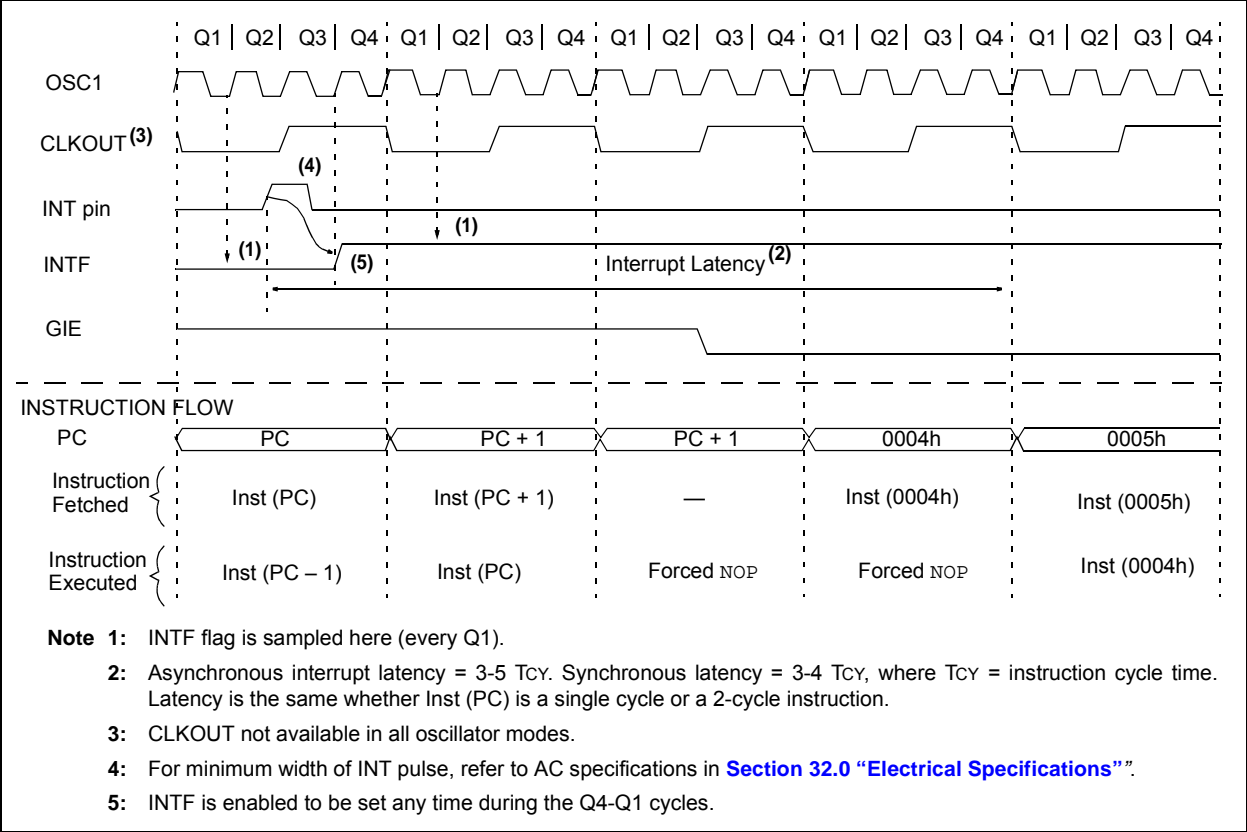 Q1 Q2 Q3 Q4 Q1 Q2 Q3 Q4 Q1 Q2 Q3 Q4 Q1 Q2 Q3 Q4 Q1 Q2 Q3 Q4
OSC1
CLKOUT (3)
(4)
INT pin
(1)
(1)
INTF
(5)
Interrupt Latency (2)
GIE
INSTRUCTION FLOW
PC PC PC + 1 PC + 1 0004h 0005h
Instruction
Fetched
Inst (PC) Inst (PC + 1) — Inst (0004h) Inst (0005h)
Instruction
Executed
Inst (PC – 1) Inst (PC) Forced NOP Forced NOP Inst (0004h)
Note 1: INTF flag is sampled here (every Q1).
2: Asynchronous interrupt latency = 3-5 TCY. Synchronous latency = 3-4 TCY, where TCY = instruction cycle time.
Latency is the same whether Inst (PC) is a single cycle or a 2-cycle instruction.
3: CLKOUT not available in all oscillator modes.
4: For minimum width of INT pulse, refer to AC specifications in Section 32.0 “Electrical Specifications””.
5: INTF is enabled to be set any time during the Q4-Q1 cycles.